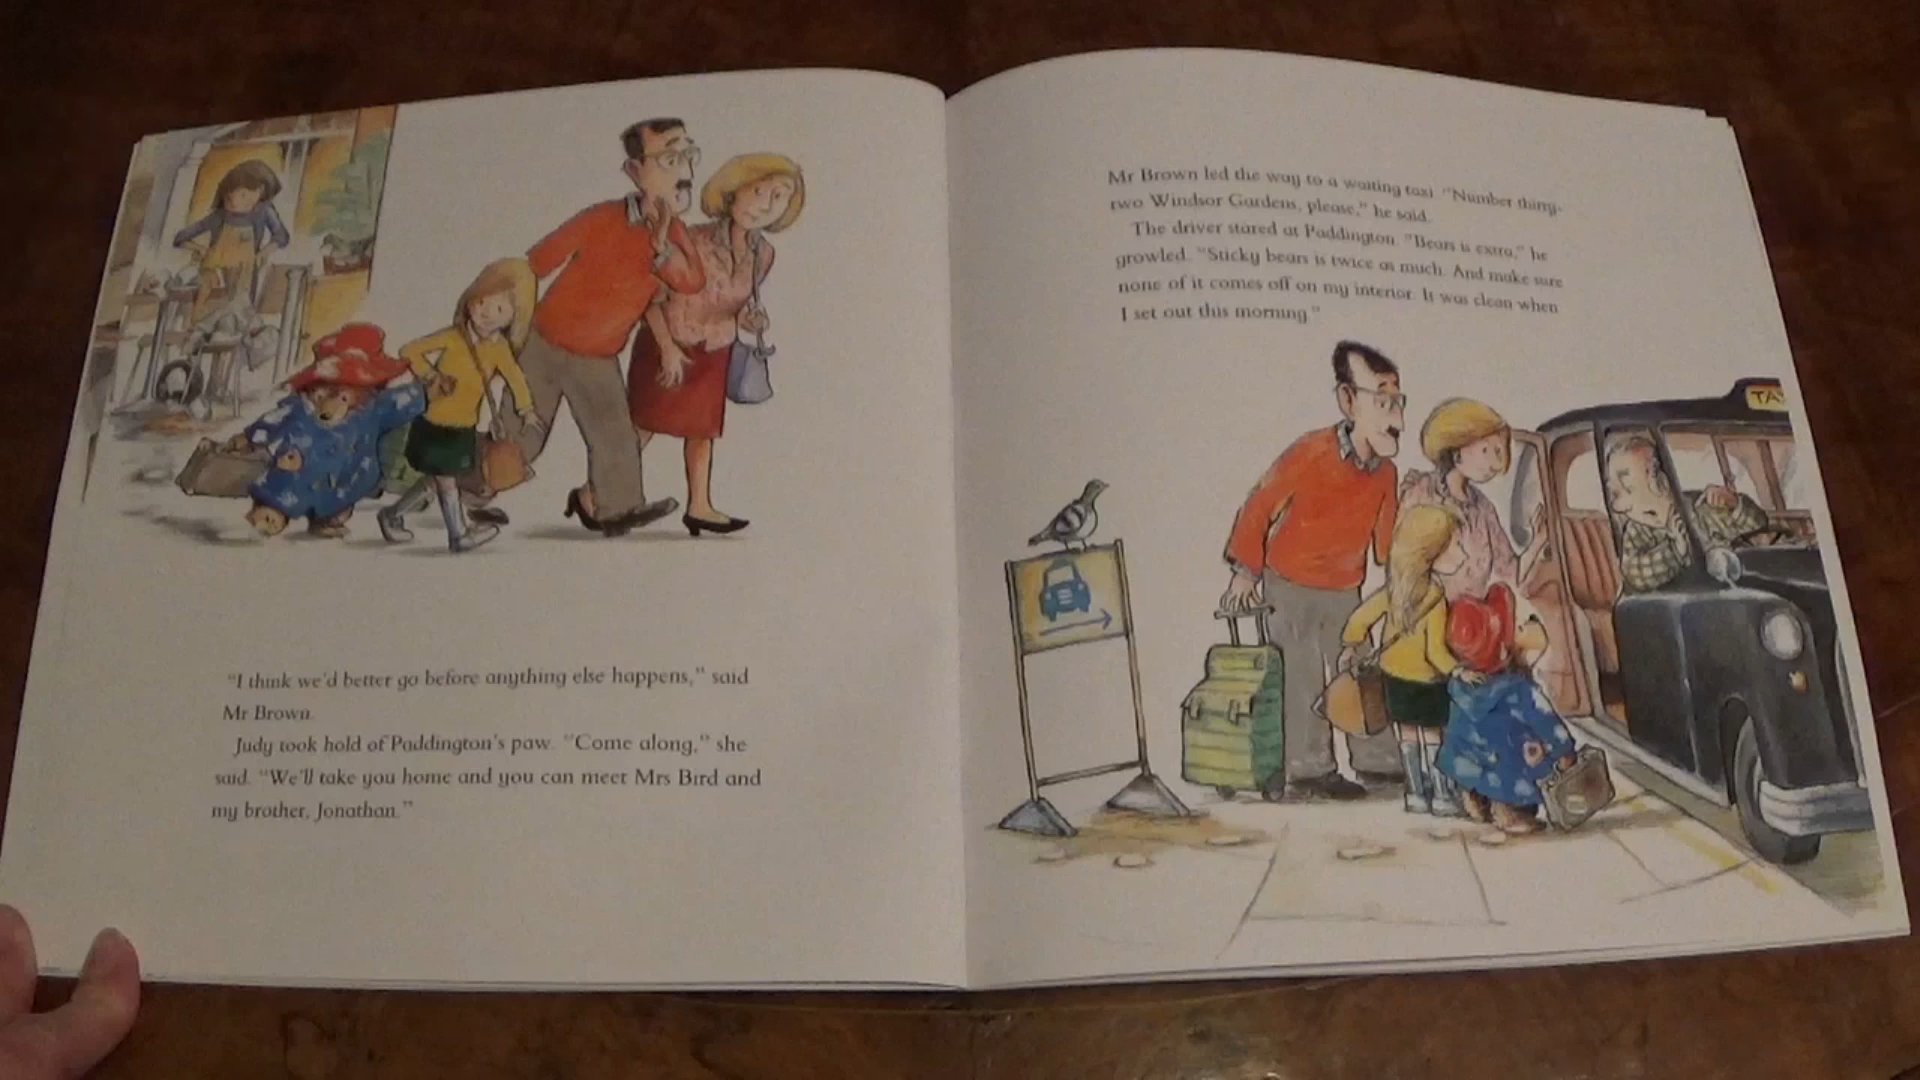 "I think we'd better go before anything else happens," said
Mr Brown.
Judy took hold of Paddington's paw. "Come along," she
said. "We'll take you home and you can meet Mrs Bird and
my brother, Jonathan."
Mr Brown led the way to a waiting taxi. "Number thirty-
two Windsor Gardens, please," he said.
The driver stared at Paddington. "Bears is extra," he
growled. "Sticky bears is twice as much. And make sure
none of it comes off on my interior. It was clean when
I set out this morning."
TA